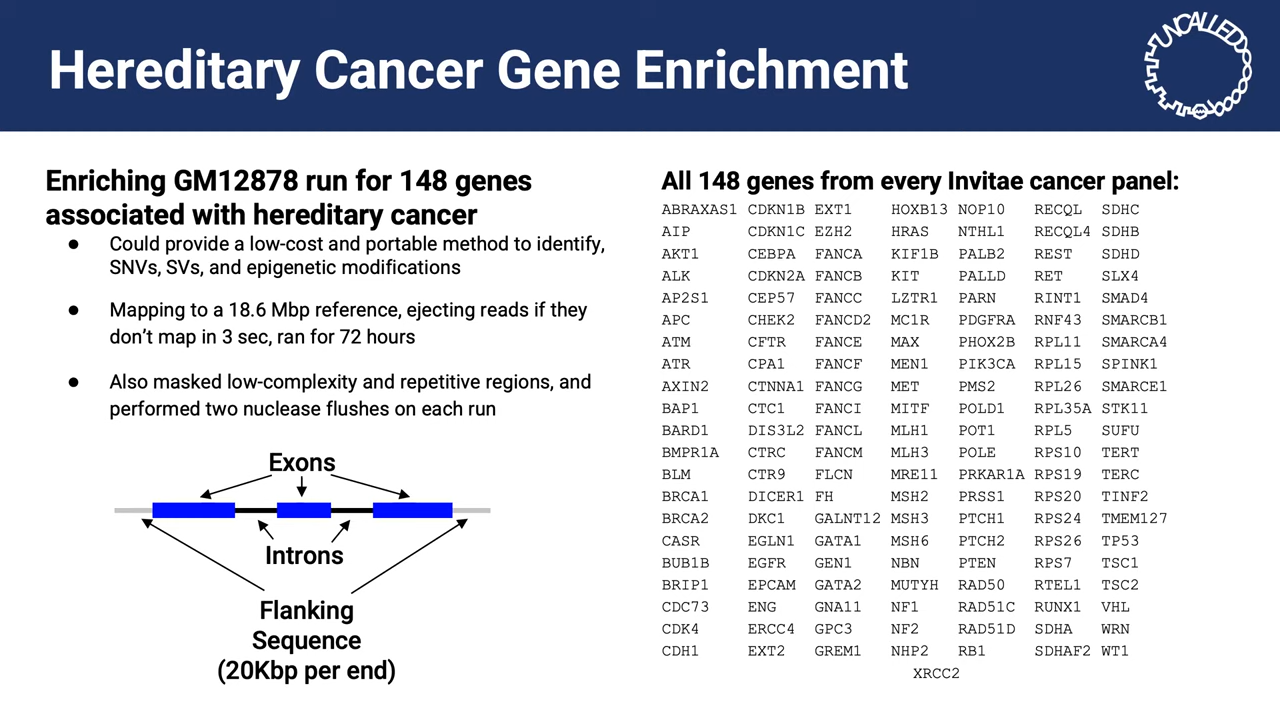 Hereditary Cancer Gene Enrichment
UNCALLED
Enriching GM12878 run for 148 genes
associated with hereditary cancer
● Could provide a low-cost and portable method to identify,
SNVs, SVs, and epigenetic modifications
● Mapping to a 18.6 Mbp reference, ejecting reads if they
don't map in 3 sec, ran for 72 hours
● Also masked low-complexity and repetitive regions, and
performed two nuclease flushes on each run
Exons
Introns
Flanking
Sequence
(20Kbp per end)
All 148 genes from every Invitae cancer panel:
ABRAXAS1 CDKN1B EXT1 HOXB13 NOP10 RECQL SDHC
AIP CDKN1C EZH2 HRAS NTHL1 RECQL4 SDHB
AKT1 CEBPA FANCA KIF1B PALB2 REST SDHD
ALK CDKN2A FANCB KIT PALLD RET SLX4
AP2S1 CEP57 FANCC LZTR1 PARN RINT1 SMAD4
APC CHEK2 FANCD2 MC1R PDGFRA RNF43 SMARCB1
ATM CFTR FANCE MAX PHOX2B RPL11 SMARCA4
ATR CPA1 FANCF MEN1 PIK3CA RPL15 SPINK1
AXIN2 CTNNA1 FANCG MET PMS2 RPL26 SMARCE1
BAP1 CTC1 FANCI MITF POLD1 RPL35A STK11
BARD1 DIS3L2 FANCL MLH1 POT1 RPL5 SUFU
BMPR1A CTRC FANCM MLH3 POLE RPS10 TERT
BLM CTR9 FLCN MRE11 PRKAR1A RPS19 TERC
BRCA1 DICER1 FH MSH2 PRSS1 RPS20 TINF2
BRCA2 DKC1 GALNT12 MSH3 PTCH1 RPS24 TMEM127
CASR EGLN1 GATA1 MSH6 PTCH2 RPS26 TP53
BUB1B EGFR GEN1 NBN PTEN RPS7 TSC1
BRIP1 EPCAM GATA2 MUTYH RAD50 RTEL1 TSC2
CDC73 ENG GNA11 NF1 RAD51C RUNX1 VHL
CDK4 ERCC4 GPC3 NF2 RAD51D SDHA WRN
CDH1 EXT2 GREM1 NHP2 RB1 SDHAF2 WT1
XRCC2